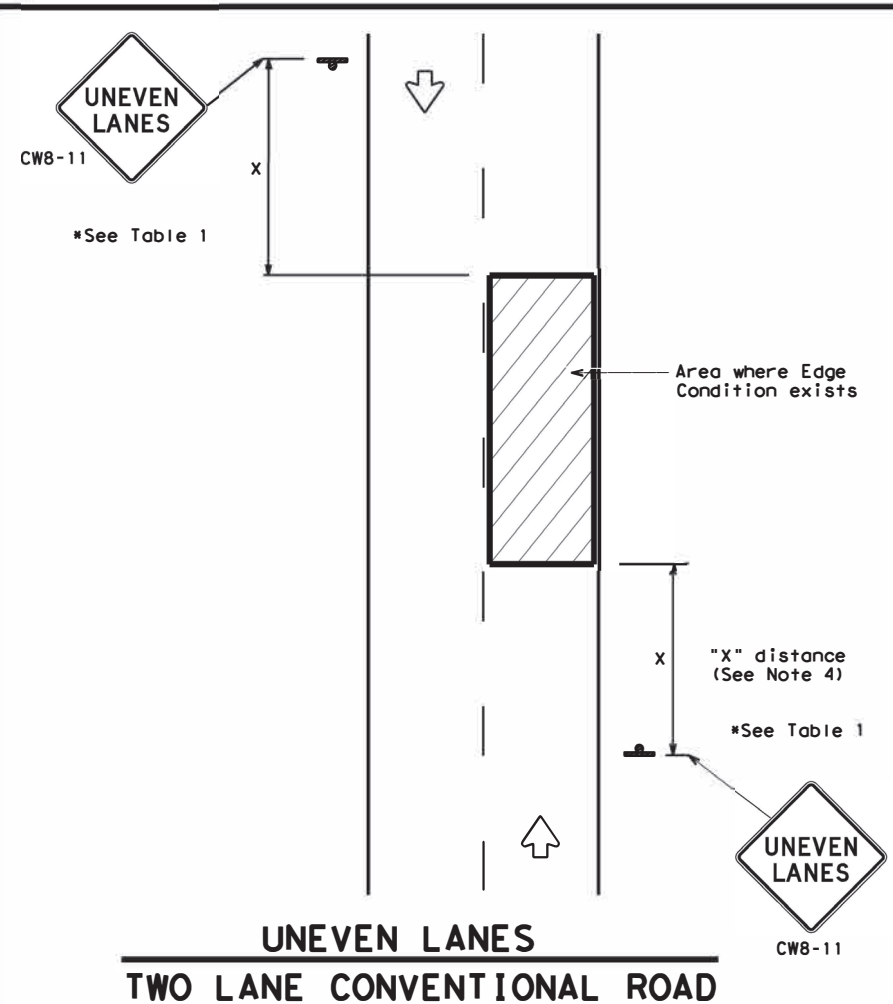 UNEVEN
LANES
CW8-11
X
*See Table 1
Area where Edge
Condition exists
X
"X" distance
(See Note 4)
*See Table 1
UNEVEN
LANES
CW8-11
UNEVEN LANES
TWO LANE CONVENTIONAL ROAD